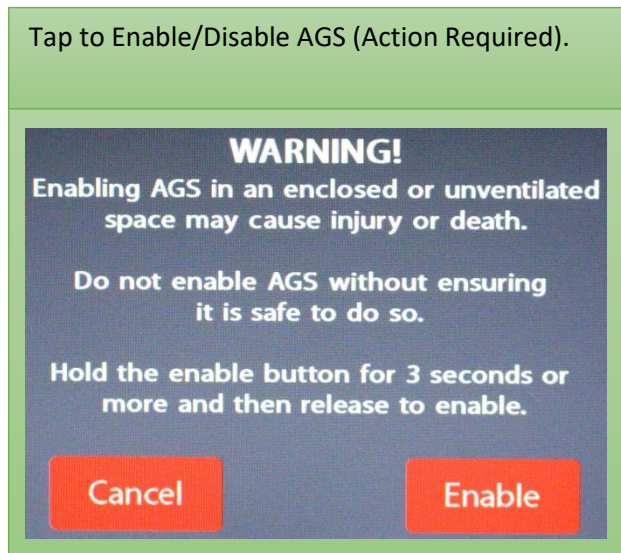 Tap to Enable/Disable AGS (Action Required).
WARNING!
Enabling AGS in an enclosed or unventilated
space may cause injury or death.
Do not enable AGS without ensuring
it is safe to do so.
Hold the enable button for 3 seconds or
more and then release to enable.
Cancel
Enable